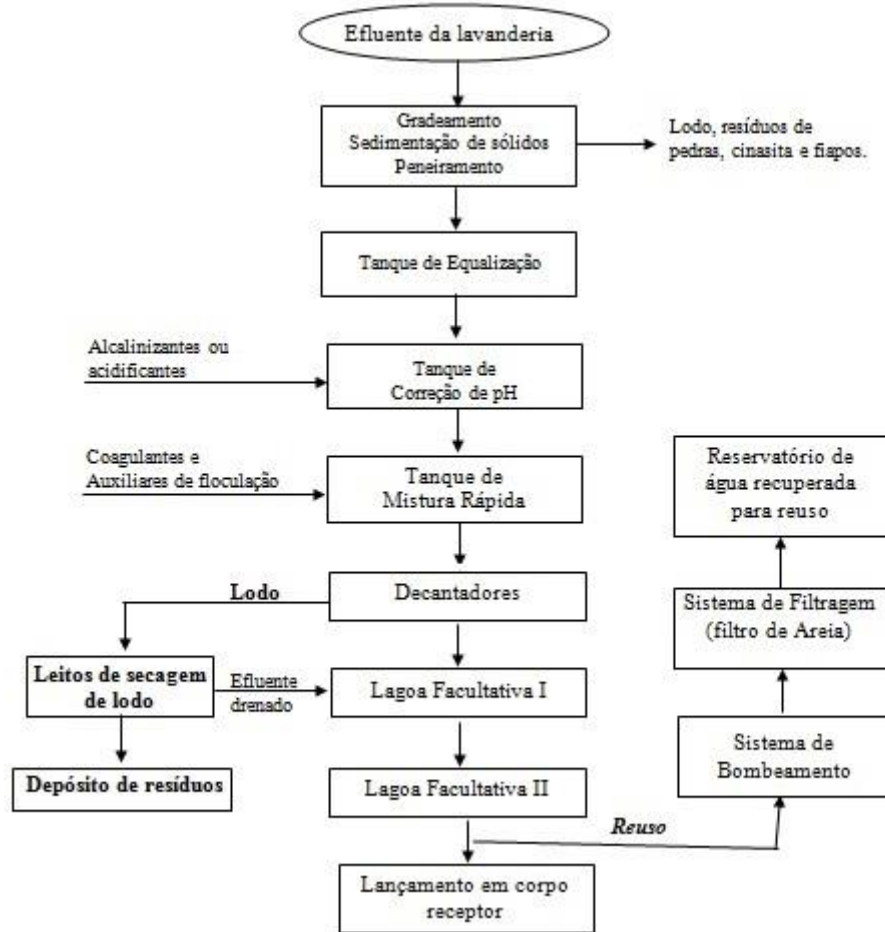 Efluente da lavanderia
Gradeamento
Sedimentação de sólidos
Peneiramento
Lodo, resíduos de
pedras, cinasita e fiapos.
Tanque de Equalização
Alcalinizantes ou
acidificantes
Tanque de
Correção de pH
Coagulantes e
Auxiliares de floculação
Tanque de
Mistura Rápida
Reservatório de
água recuperada
para reuso
Lodo
Decantadores
Sistema de Filtragem
(filtro de Areia)
Leitos de secagem
de lodo
Efluente
drenado
Lagoa Facultativa I
Sistema de
Bombeamento
Depósito de resíduos
Lagoa Facultativa II
Reuso
Lançamento em corpo
receptor